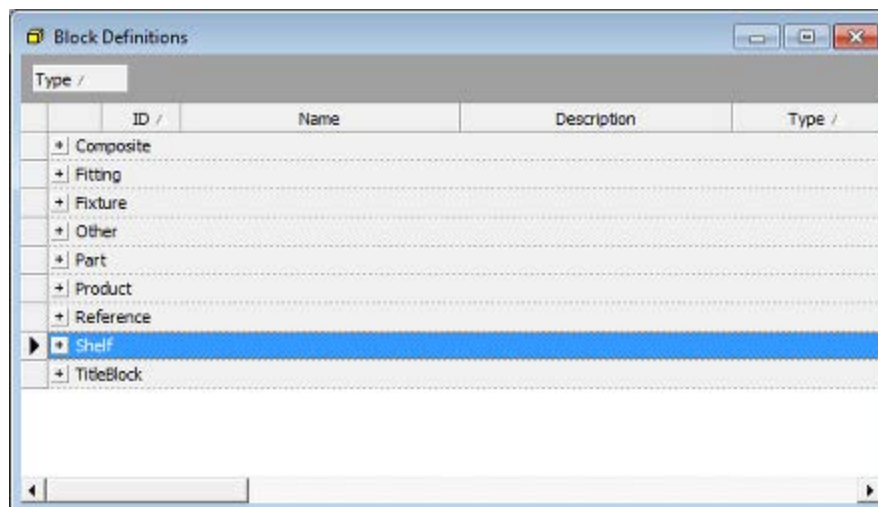 Block Definitions
Type /
ID / Name Description Type /
Composite
Fitting
Fixture
Other
Part
Product
Reference
Shelf
TitleBlock